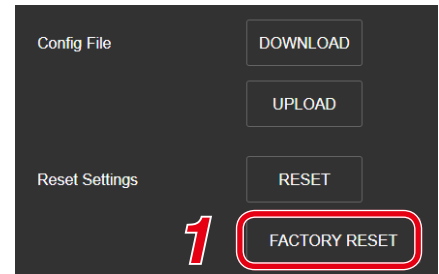 Config File
DOWNLOAD
UPLOAD
Reset Settings
RESET
1
FACTORY RESET